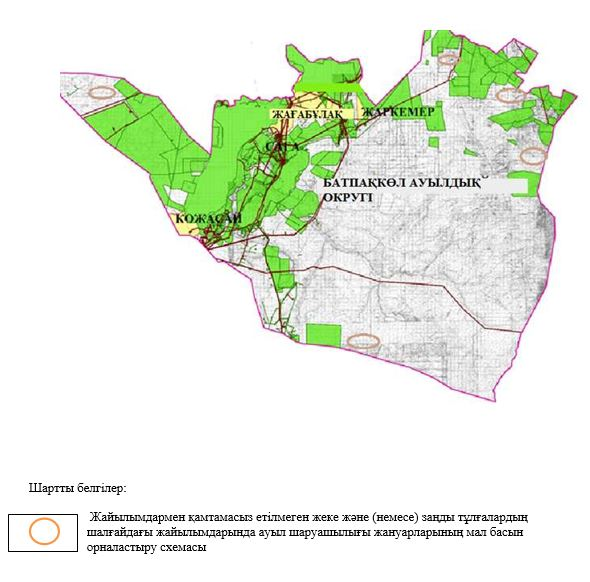 ЖАҒАБҰЛАҚ
ЖАРКЕМЕР
САҒА
БАТПАҚКӨЛ АУЫЛДЫҚ
ОКРУГІ
КОЖАСАЙ
Шартты белгілер:
Жайылымдармен қамтамасыз етілмеген жеке және (немесе) заңды тұлғалардың
шалғайдағы жайылымдарында ауыл шаруашылығы жануарларының мал басын
орналастыру схемасы